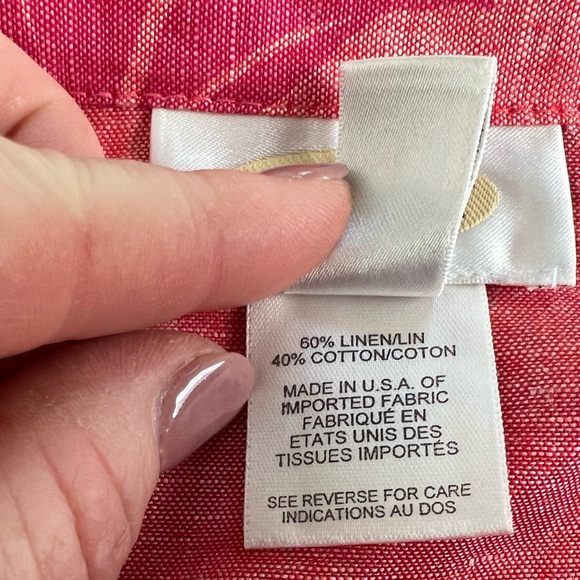 60% LINEN/LIN
40% COTTON/COTON
MADE IN U.S.A. OF
IMPORTED FABRIC
FABRIQUÉ EN
ETATS UNIS DES
TISSUES IMPORTÉS
SEE REVERSE FOR CARE
INDICATIONS AU DOS